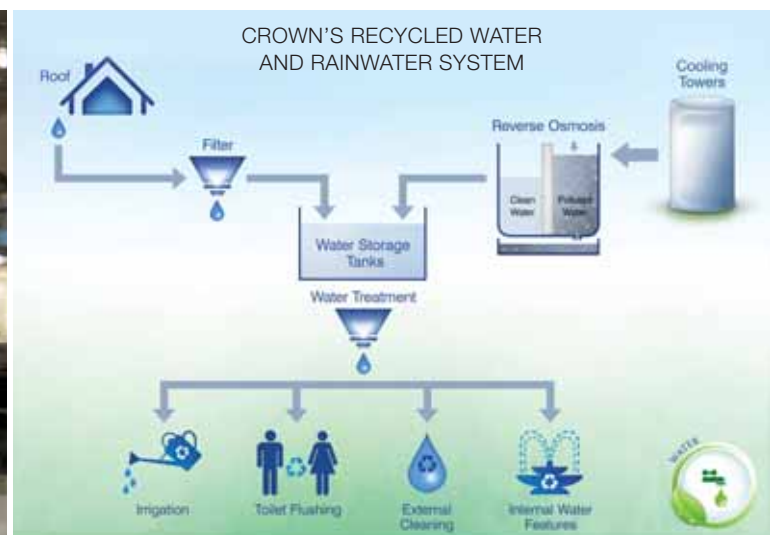 CROWN'S RECYCLED WATER
AND RAINWATER SYSTEM
Roof
Cooling
Towers
Filter
Reverse Osmosis
Clean
Water
Polluted
Water
Water Storage
Tanks
Water Treatment
Irrigation
Toilet Flushing
External
Cleaning
Internal Water
Features
WATER